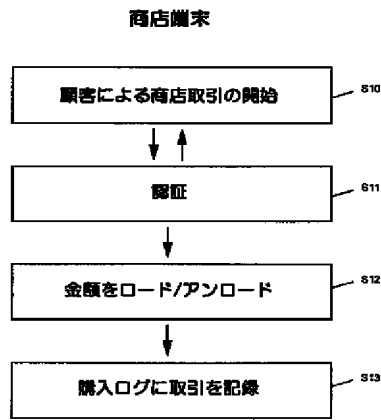 商店端末
顧客による商店取引の開始
S10
認証
S11
金額をロード/アンロード
S12
購入ログに取引を記録
S13